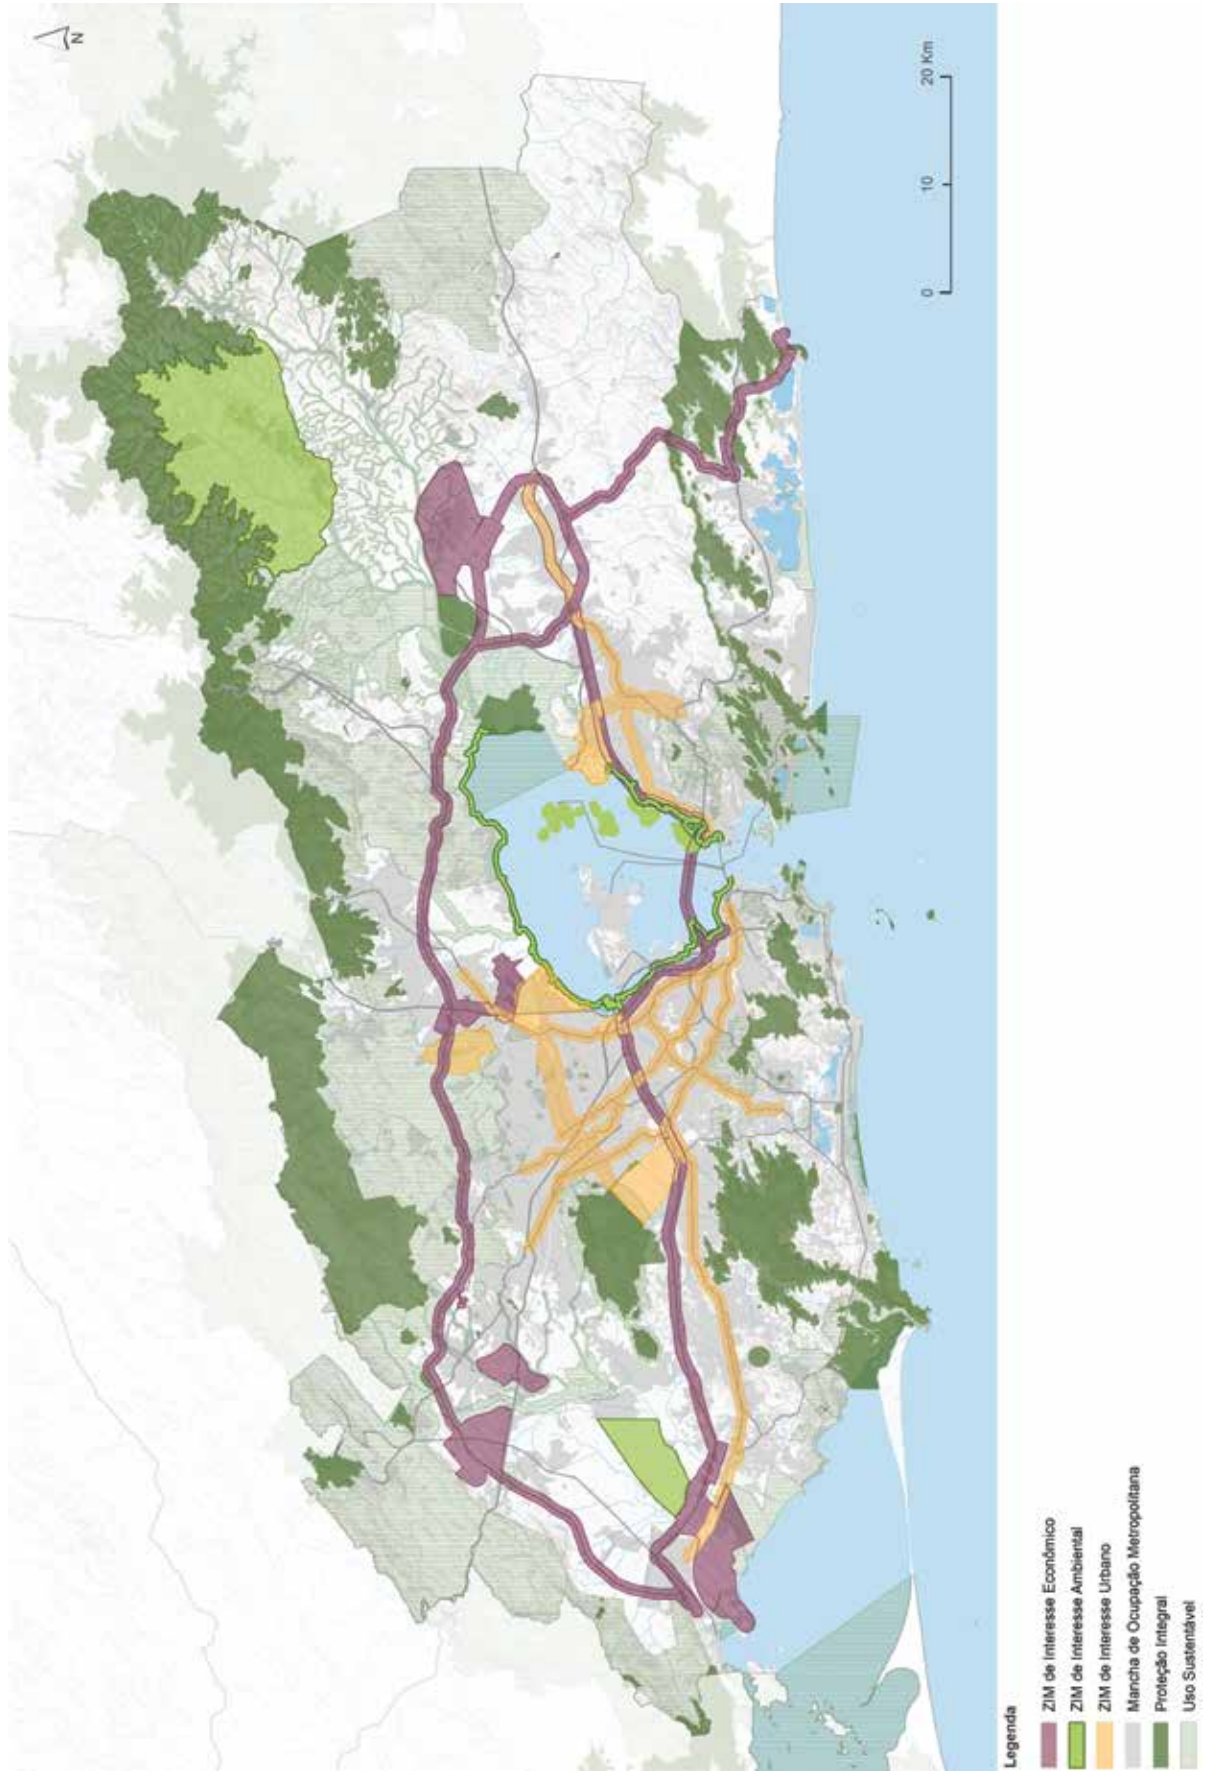 N
0 10 20 Km
Legenda
ZIM de Interesse Econômico
ZIM de Interesse Ambiental
ZIM de Interesse Urbano
Mancha de Ocupação Metropolitana
Proteção Integral
Uso Sustentável